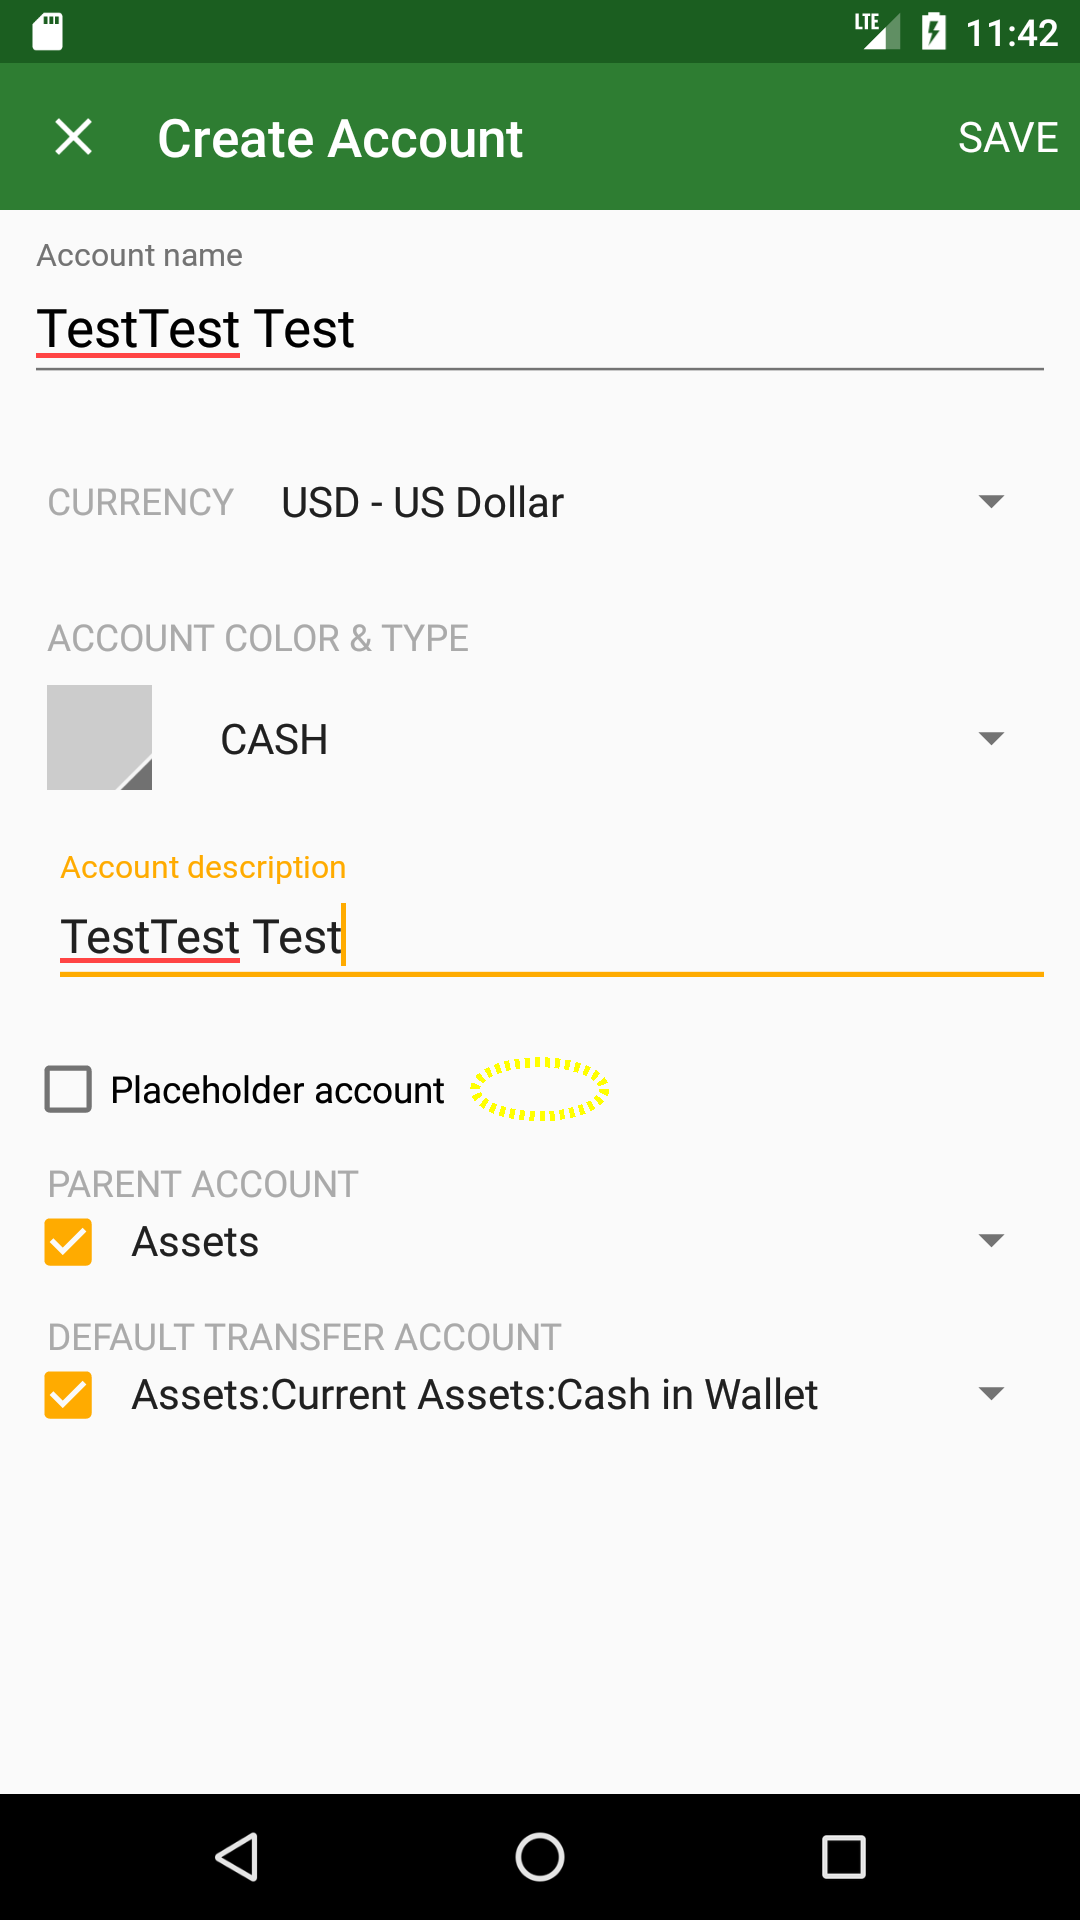 LTE 11:42
Create Account SAVE
Account name
TestTest Test
CURRENCY USD - US Dollar
ACCOUNT COLOR & TYPE
CASH
Account description
TestTest Test
Placeholder account
PARENT ACCOUNT
Assets
DEFAULT TRANSFER ACCOUNT
Assets:Current Assets:Cash in Wallet